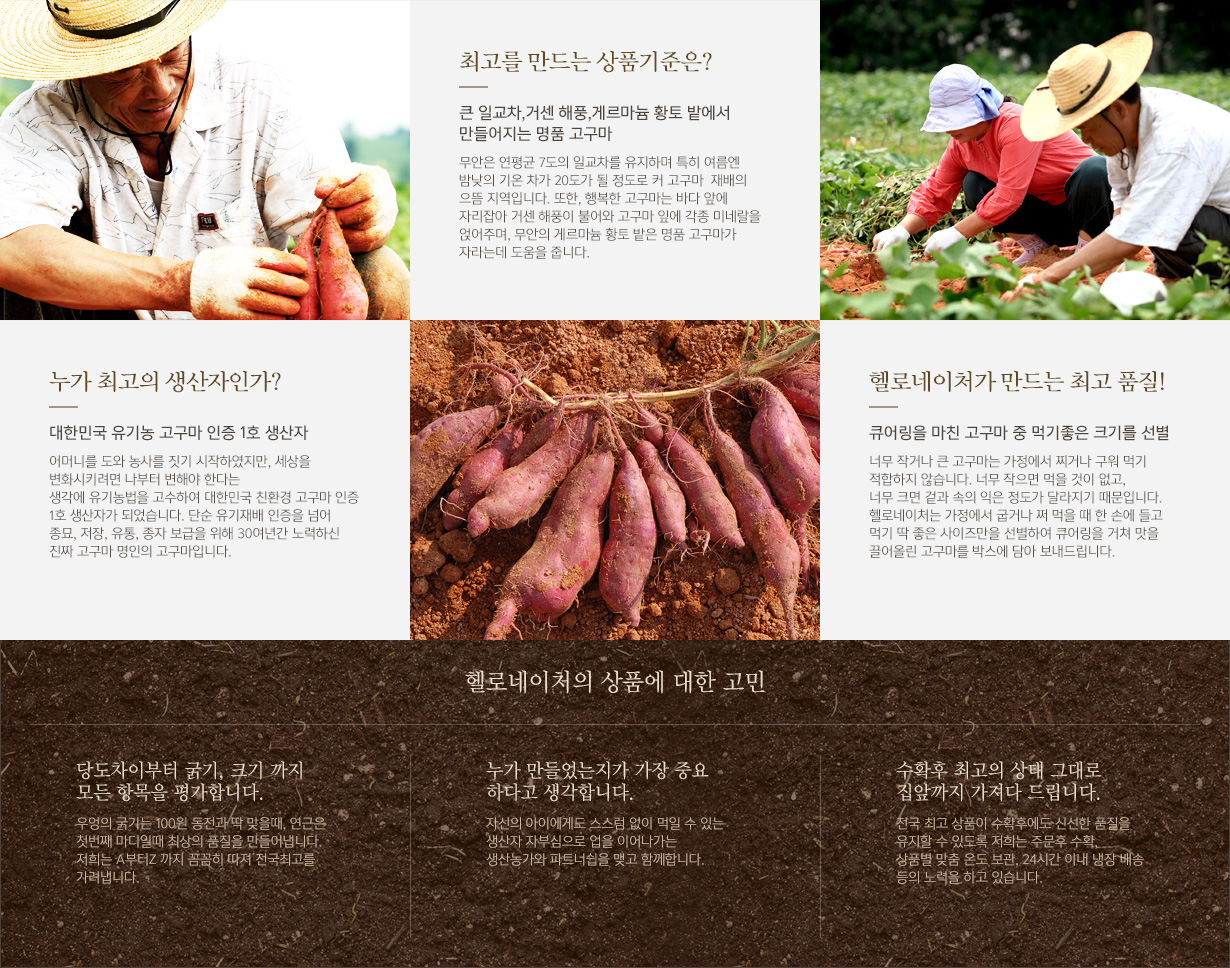 최고를 만드는 상품기준은?
큰 일교차,거센 해풍,게르마늄 황토 밭에서
만들어지는 명품 고구마
무안은 연평균 7도의 일교차를 유지하며 특히 여름엔
밤낮의 기온 차가 20도가 될 정도로 커 고구마 재배의
으뜸 지역입니다. 또한, 행복한 고구마는 바다 앞에
자리잡아 거센 해풍이 불어와 고구마 잎에 각종 미네랄을
얹어주며, 무안의 게르마늄 황토 밭은 명품 고구마가
자라는데 도움을 줍니다.
누가 최고의 생산자인가?
대한민국 유기농 고구마 인증 1호 생산자
어머니를 도와 농사를 짓기 시작하였지만, 세상을
변화시키려면 나부터 변해야 한다는
생각에 유기농법을 고수하여 대한민국 친환경 고구마 인증
1호 생산자가 되었습니다. 단순 유기재배 인증을 넘어
종묘, 저장, 유통, 종자 보급을 위해 30여년간 노력하신
진짜 고구마 명인의 고구마입니다.
헬로네이처가 만드는 최고 품질!
큐어링을 마친 고구마 중 먹기좋은 크기를 선별
너무 작거나 큰 고구마는 가정에서 찌거나 구워 먹기
적합하지 않습니다. 너무 작으면 먹을 것이 없고,
너무 크면 겉과 속의 익은 정도가 달라지기 때문입니다.
헬로네이처는 가정에서 굽거나 쪄 먹을 때 한 손에 들고
먹기 딱 좋은 사이즈만을 선별하여 큐어링을 거쳐 맛을
끌어올린 고구마를 박스에 담아 보내드립니다.
헬로네이처의 상품에 대한 고민
당도차이부터 굵기, 크기 까지
모든 항목을 평가합니다.
우엉의 굵기는 100원 동전과 딱 맞을때, 연근은
첫번째 마디일때 최상의 품질을 만들어냅니다.
저희는 A부터Z 까지 꼼꼼히 따져 전국최고를
가려냅니다.
누가 만들었는지가 가장 중요
하다고 생각합니다.
자신의 아이에게도 스스럼 없이 먹일 수 있는
생산자 자부심으로 업을 이어나가는
생산농가와 파트너쉽을 맺고 함께합니다.
수확후 최고의 상태 그대로
집앞까지 가져다 드립니다.
전국 최고 상품이 수확후에도 신선한 품질을
유지할 수 있도록 저희는 주문후 수확,
상품별 맞춤 온도 보관, 24시간 이내 냉장 배송
등의 노력을 하고 있습니다.